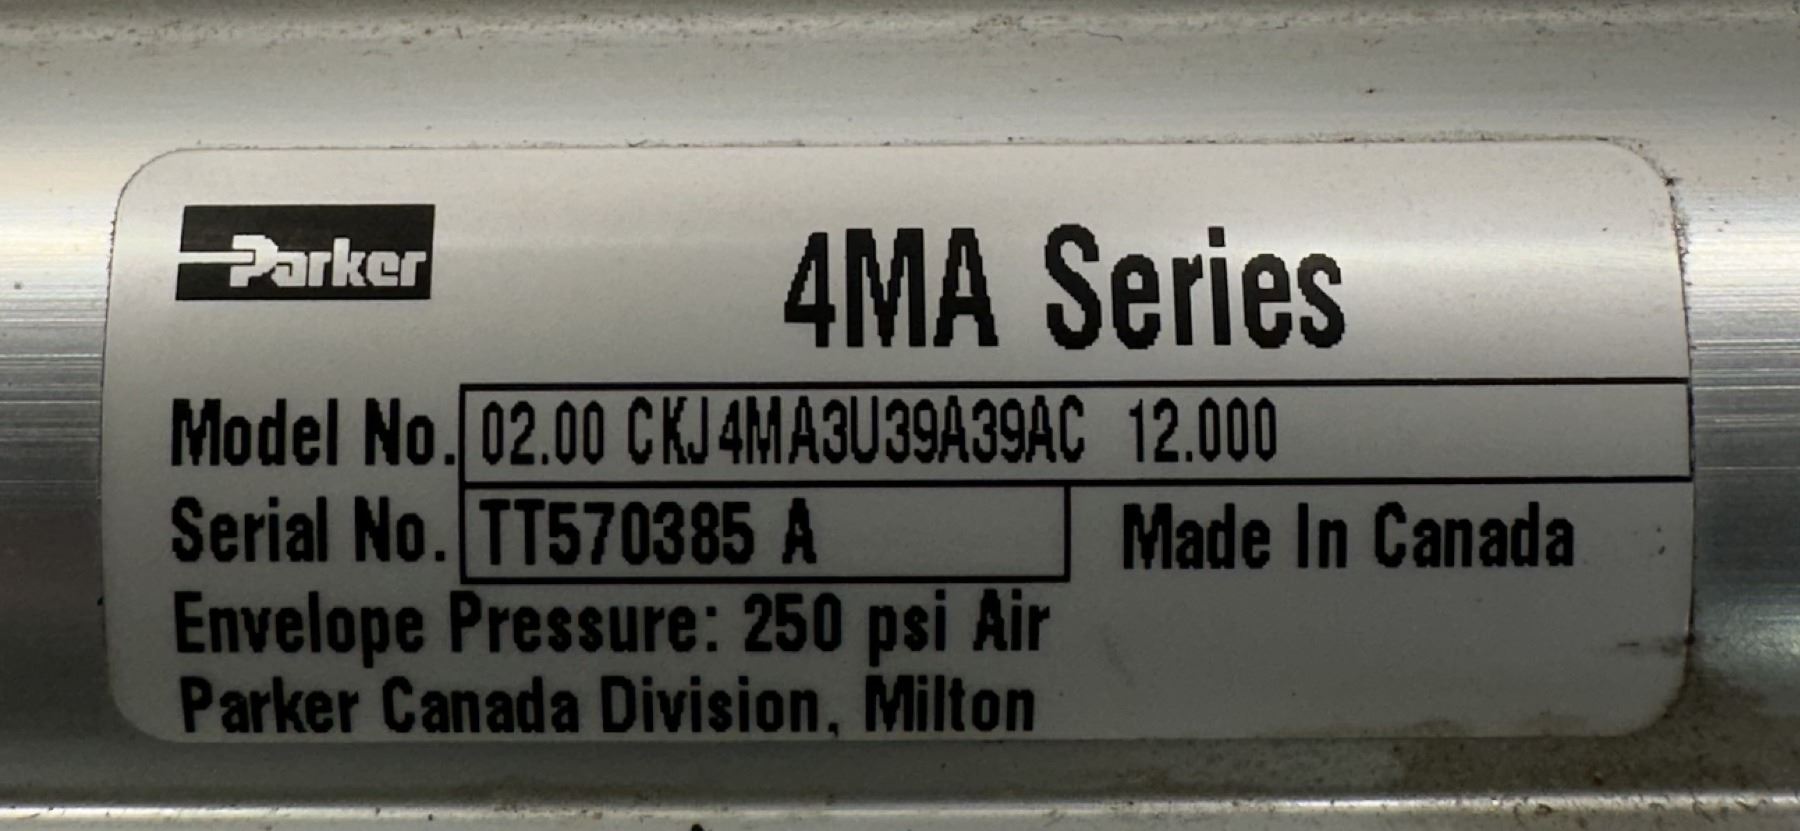 Parker
4MA Series
Model No. 02.00 CKJ4MA3U39A39AC 12.000
Serial No. TT570385 A Made In Canada
Envelope Pressure: 250 psi Air
Parker Canada Division, Milton